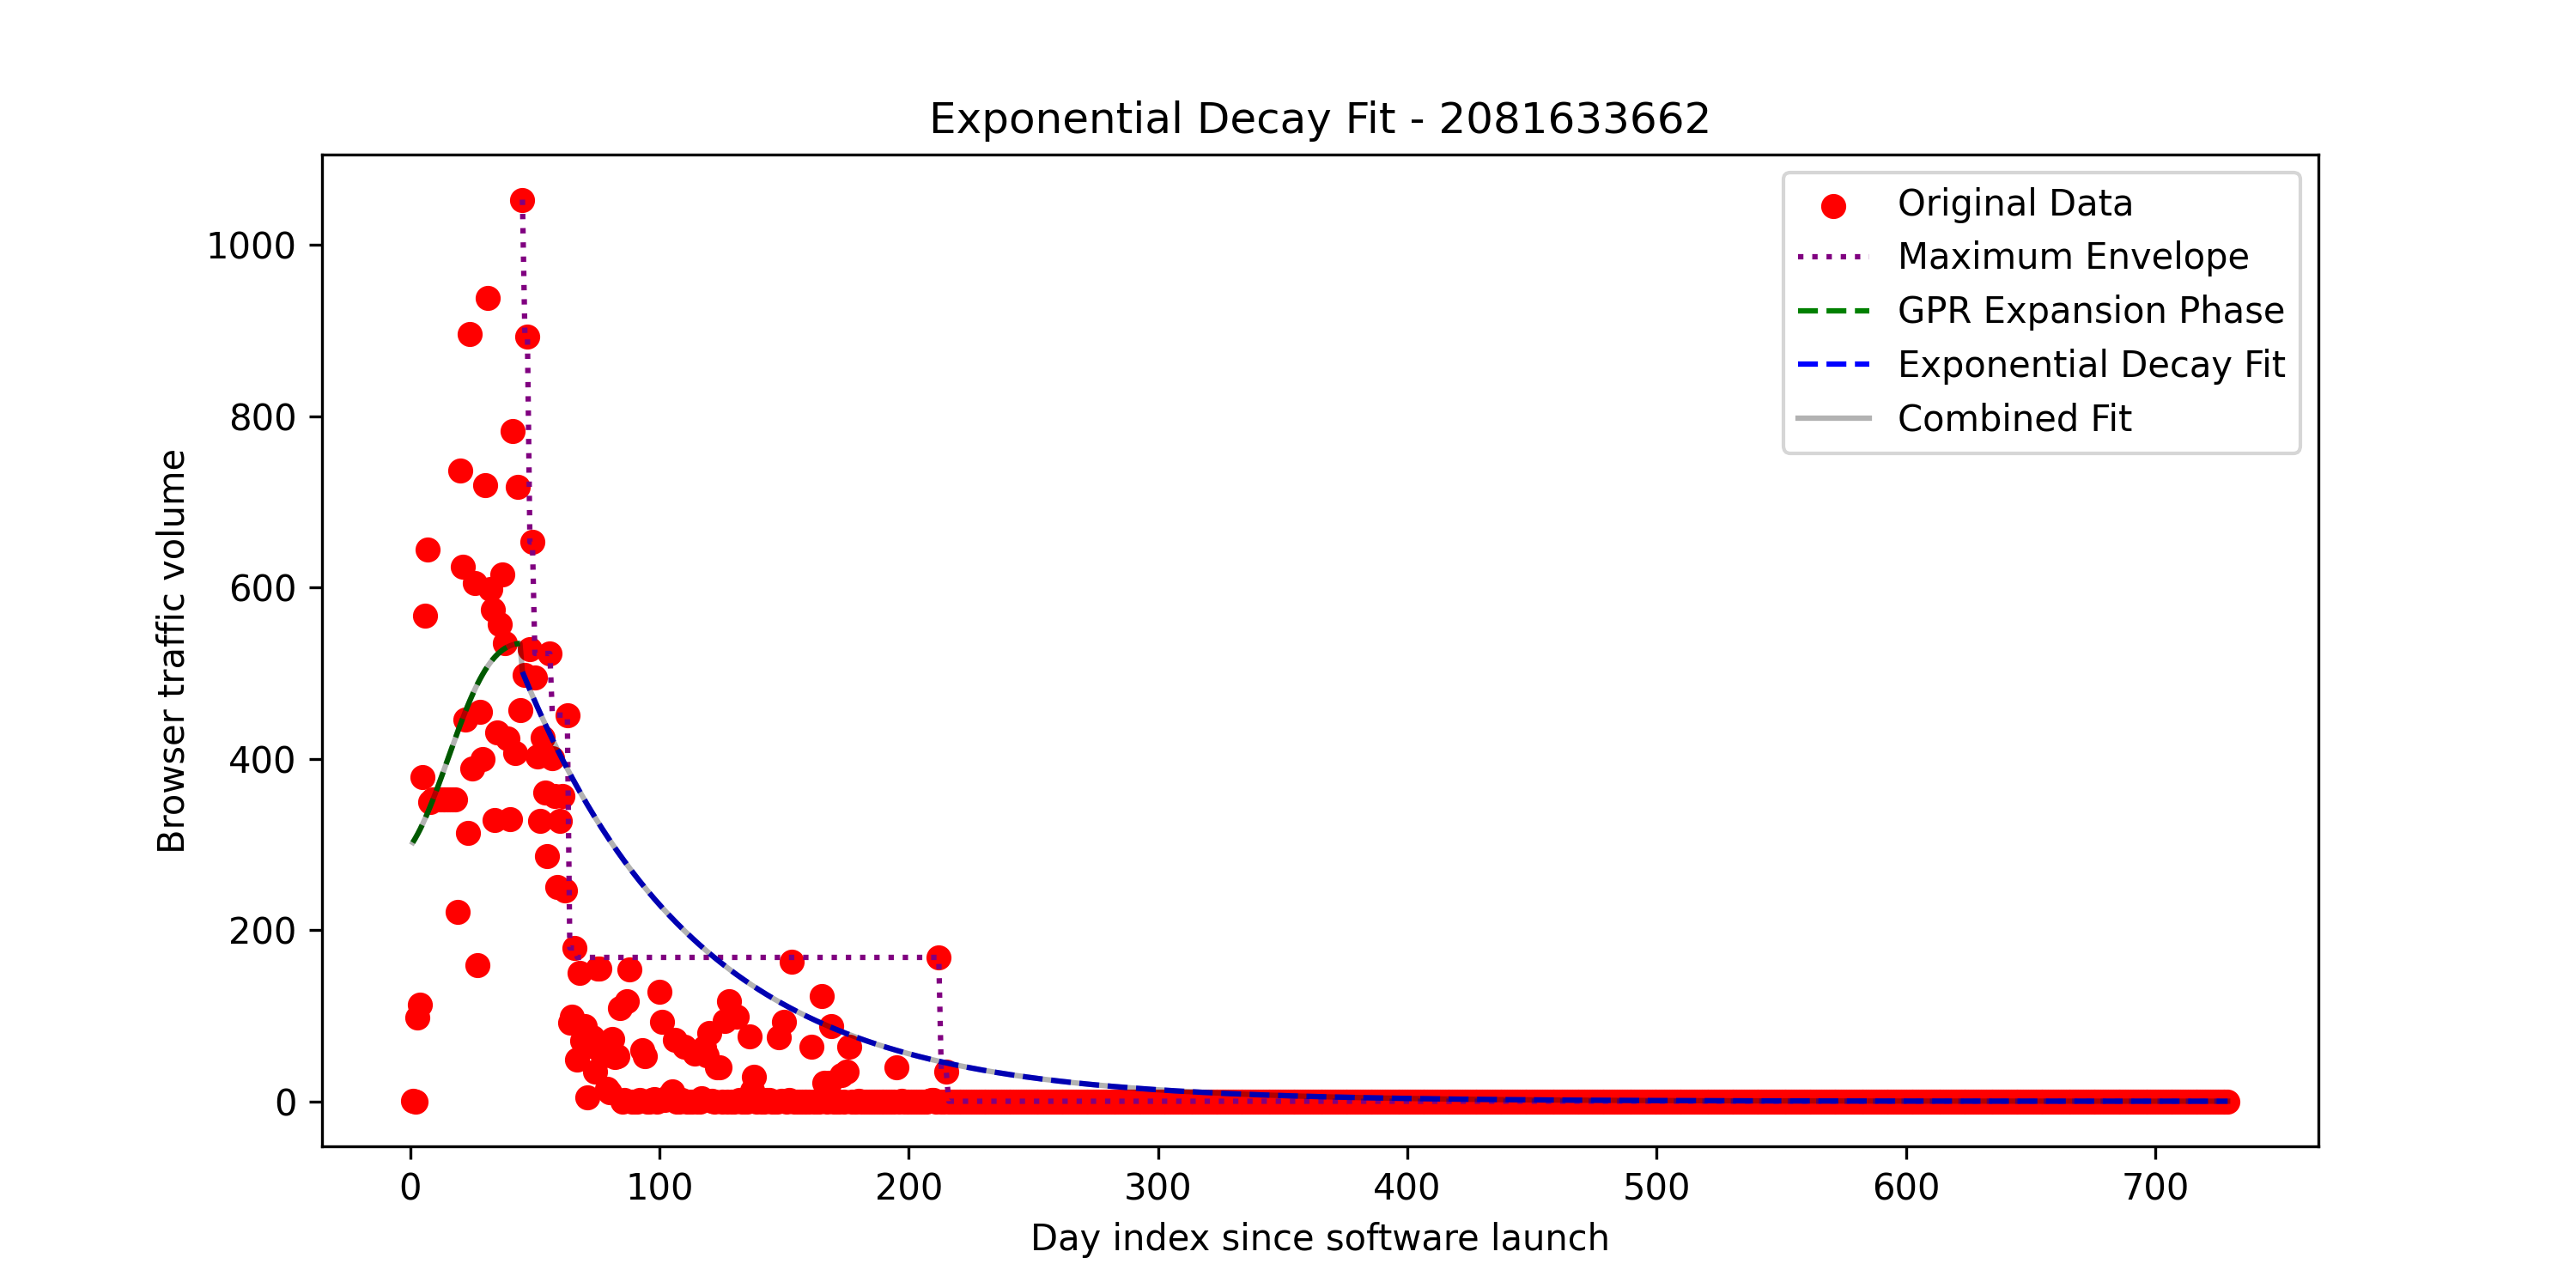 Exponential Decay Fit - 2081633662
Original Data
Maximum Envelope
GPR Expansion Phase
Exponential Decay Fit
Combined Fit
Browser traffic volume
1000
800
600
400
200
0
0 100 200 300 400 500 600 700
Day index since software launch